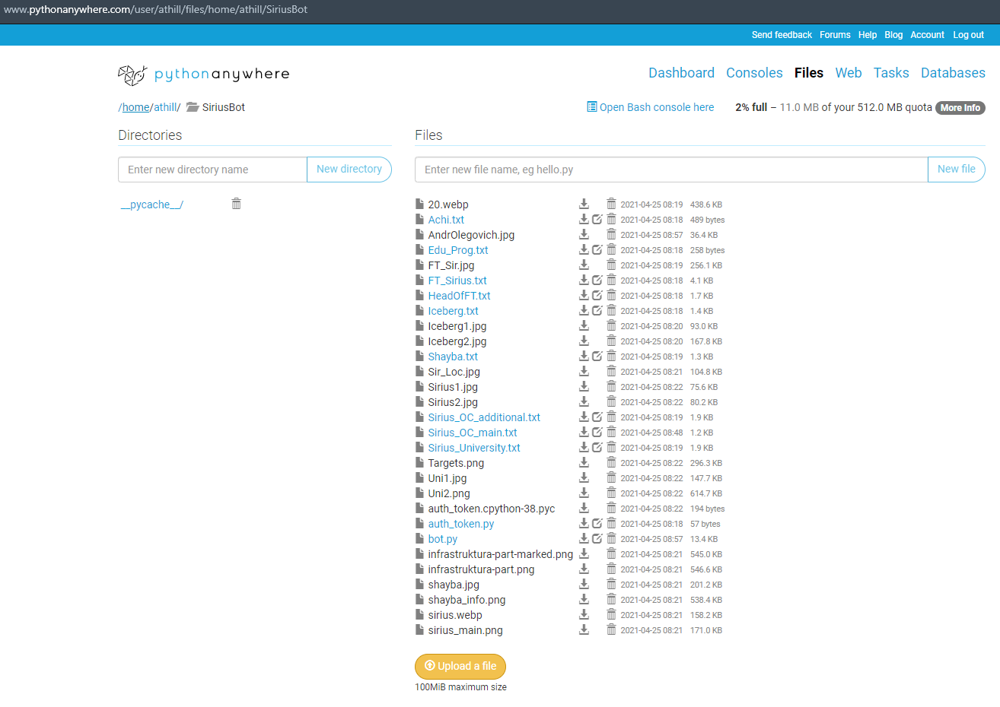 www.pythonanywhere.com/user/athill/files/home/athill/SiriusBot
Send feedback Forums Help Blog Account Log out
pythonanywhere
Dashboard Consoles Files Web Tasks Databases
/home/athill/ SiriusBot
Open Bash console here 2% full – 11.0 MB of your 512.0 MB quota More Info
Directories
Enter new directory name New directory
__pycache__/
Files
Enter new file name, eg hello.py New file
20.webp 2021-04-25 08:19 438.6 KB
Achi.txt 2021-04-25 08:18 489 bytes
AndrOlegovich.jpg 2021-04-25 08:57 36.4 KB
Edu_Prog.txt 2021-04-25 08:18 258 bytes
FT_Sir.jpg 2021-04-25 08:19 256.1 KB
FT_Sirius.txt 2021-04-25 08:18 4.1 KB
HeadOfFT.txt 2021-04-25 08:18 1.7 KB
Iceberg.txt 2021-04-25 08:18 1.4 KB
Iceberg1.jpg 2021-04-25 08:20 93.0 KB
Iceberg2.jpg 2021-04-25 08:20 167.8 KB
Shayba.txt 2021-04-25 08:19 1.3 KB
Sir_Loc.jpg 2021-04-25 08:21 104.8 KB
Sirius1.jpg 2021-04-25 08:22 75.6 KB
Sirius2.jpg 2021-04-25 08:22 80.2 KB
Sirius_OC_additional.txt 2021-04-25 08:19 1.9 KB
Sirius_OC_main.txt 2021-04-25 08:48 1.2 KB
Sirius_University.txt 2021-04-25 08:19 1.9 KB
Targets.png 2021-04-25 08:22 296.3 KB
Uni1.jpg 2021-04-25 08:22 147.7 KB
Uni2.png 2021-04-25 08:22 614.7 KB
auth_token.cpython-38.pyc 2021-04-25 08:22 194 bytes
auth_token.py 2021-04-25 08:18 57 bytes
bot.py 2021-04-25 08:57 13.4 KB
infrastruktura-part-marked.png 2021-04-25 08:21 545.0 KB
infrastruktura-part.png 2021-04-25 08:21 546.6 KB
shayba.jpg 2021-04-25 08:21 201.2 KB
shayba_info.png 2021-04-25 08:21 538.4 KB
sirius.webp 2021-04-25 08:21 158.2 KB
sirius_main.png 2021-04-25 08:21 171.0 KB
Upload a file
100MiB maximum size